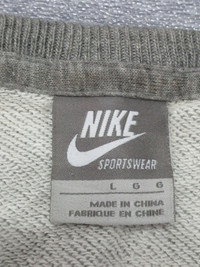 NIKE
SPORTSWEAR
L G G
MADE IN CHINA
FABRIQUE EN CHINE